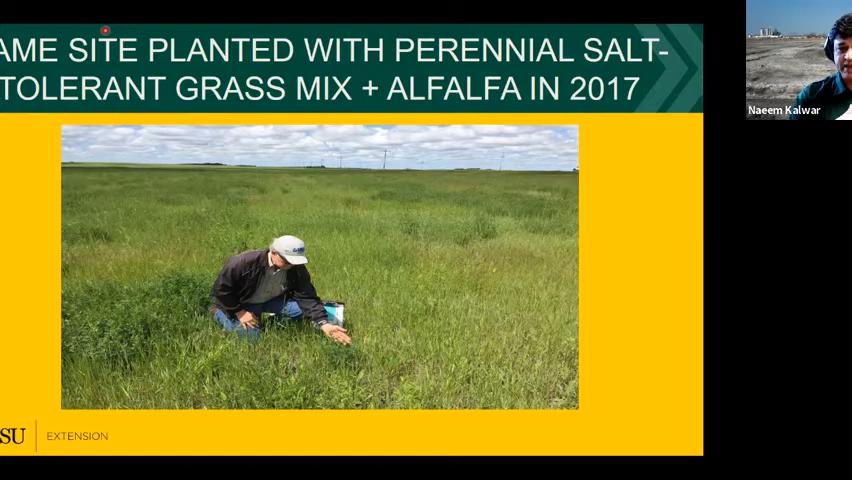 AME SITE PLANTED WITH PERENNIAL SALT-
TOLERANT GRASS MIX + ALFALFA IN 2017
Naeem Kalwar
SU
EXTENSION